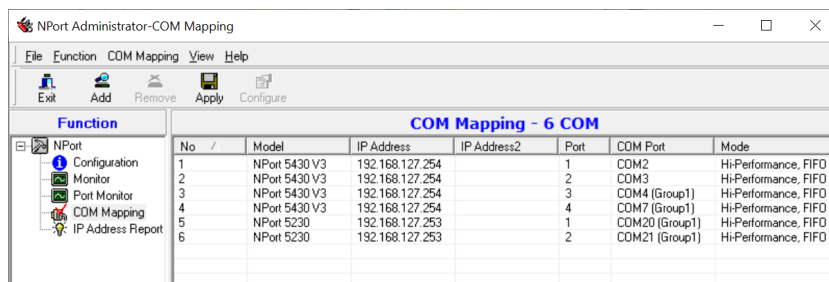 NPort Administrator-COM Mapping
File Function COM Mapping View Help
Exit Add Remove Apply Configure
Function
COM Mapping - 6 COM
NPort
Configuration
Monitor
Port Monitor
COM Mapping
IP Address Report
No Model IP Address IP Address2 Port COM Port Mode
1 NPort 5430 V3 192.168.127.254 1 COM2 Hi-Performance, FIFO
2 NPort 5430 V3 192.168.127.254 2 COM3 Hi-Performance, FIFO
3 NPort 5430 V3 192.168.127.254 3 COM4 (Group1) Hi-Performance, FIFO
4 NPort 5430 V3 192.168.127.254 4 COM7 (Group1) Hi-Performance, FIFO
5 NPort 5230 192.168.127.253 1 COM20 (Group1) Hi-Performance, FIFO
6 NPort 5230 192.168.127.253 2 COM21 (Group1) Hi-Performance, FIFO